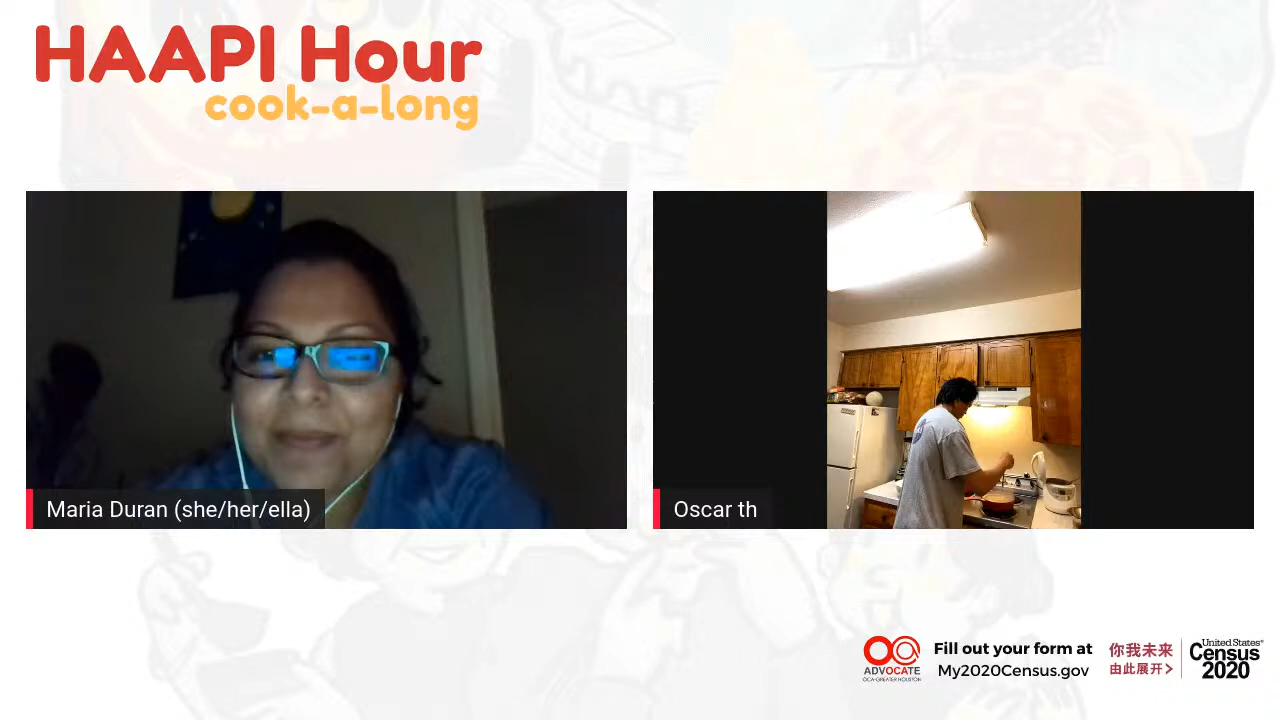 HAAPI Hour
cook-a-long
Maria Duran (she/her/ella)
Oscar th
ADVOCATE
OCA-GREATER HOUSTON
Fill out your form at
My2020Census.gov
你我未来
由此展开>
United States®
Census
2020